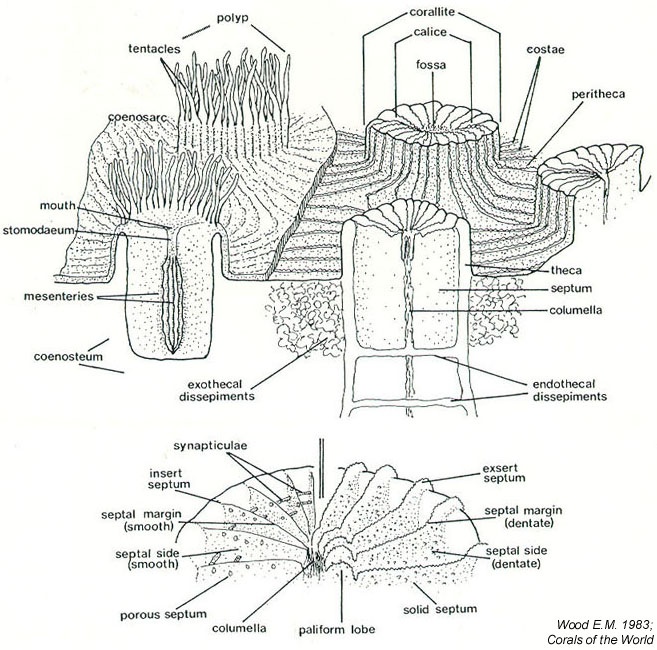 polyp
tentacles
coenosarc
mouth
stomodaeum
mesenteries
coenosteum
corallite
calice
fossa
costae
peritheca
theca
septum
columella
exothecal
dissepiments
endothecal
dissepiments
synapticulae
insert
septum
septal margin
(smooth)
septal side
(smooth)
porous septum
columella
paliform lobe
solid septum
exsert
septum
septal margin
(dentate)
septal side
(dentate)
Wood E.M. 1983;
Corals of the World